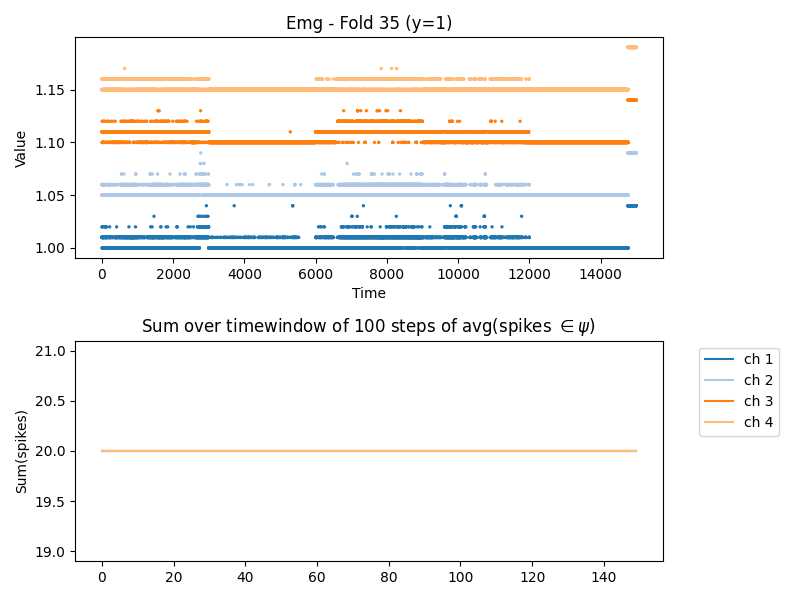 Emg - Fold 35 (y=1)
Value
1.15
1.10
1.05
1.00
0 2000 4000 6000 8000 10000 12000 14000
Time
Sum over timewindow of 100 steps of avg(spikes ∈ψ)
Sum(spikes)
21.0
20.5
20.0
19.5
19.0
0 20 40 60 80 100 120 140
ch 1
ch 2
ch 3
ch 4